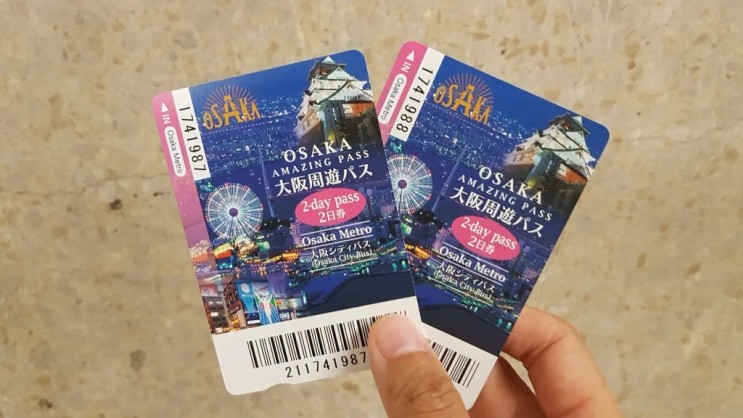 IN Osaka Metro
1741987
OSAKA
OSAKA
AMAZING PASS
大阪周遊パス
2-day pass
2日券
Osaka Metro
大阪シティバス
(Osaka City Bus)
211741987
IN Osaka Metro
1741988
OSAKA
OSAKA
AMAZING PASS
大阪周遊パス
2-day pass
2日券
Osaka Metro
大阪シティバス
(Osaka City Bus)